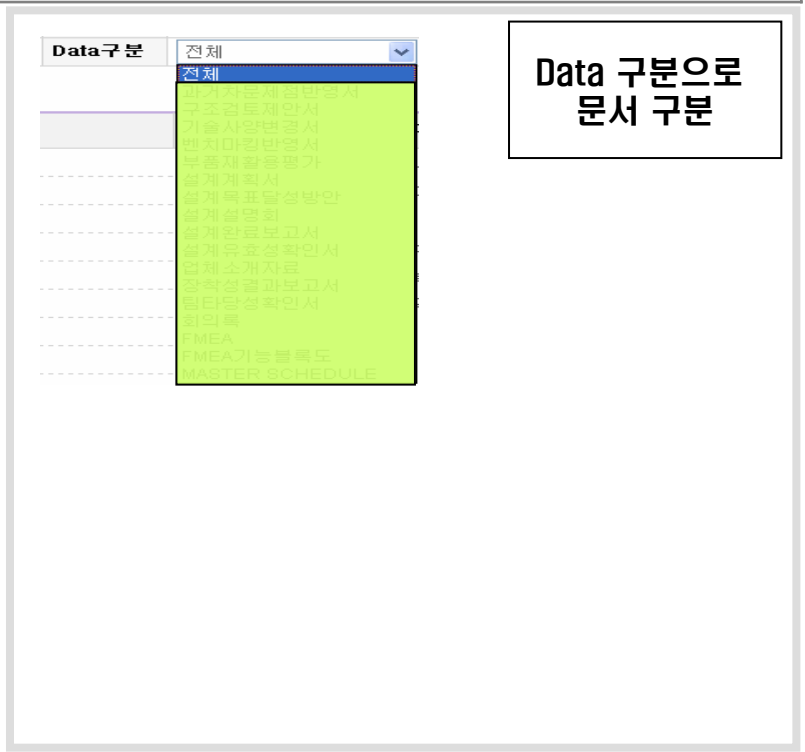 Data구분 전체
전체
과거차문제점반영서
구조검토제안서
기술사양변경서
벤치마킹반영서
부품재활용평가
설계계획서
설계목표달성방안
설계설명회
설계완료보고서
설계유효성확인서
업체소개자료
장착성결과보고서
팀타당성확인서
회의록
FMEA
FMEA기능블록도
MASTER SCHEDULE
Data 구분으로
문서 구분